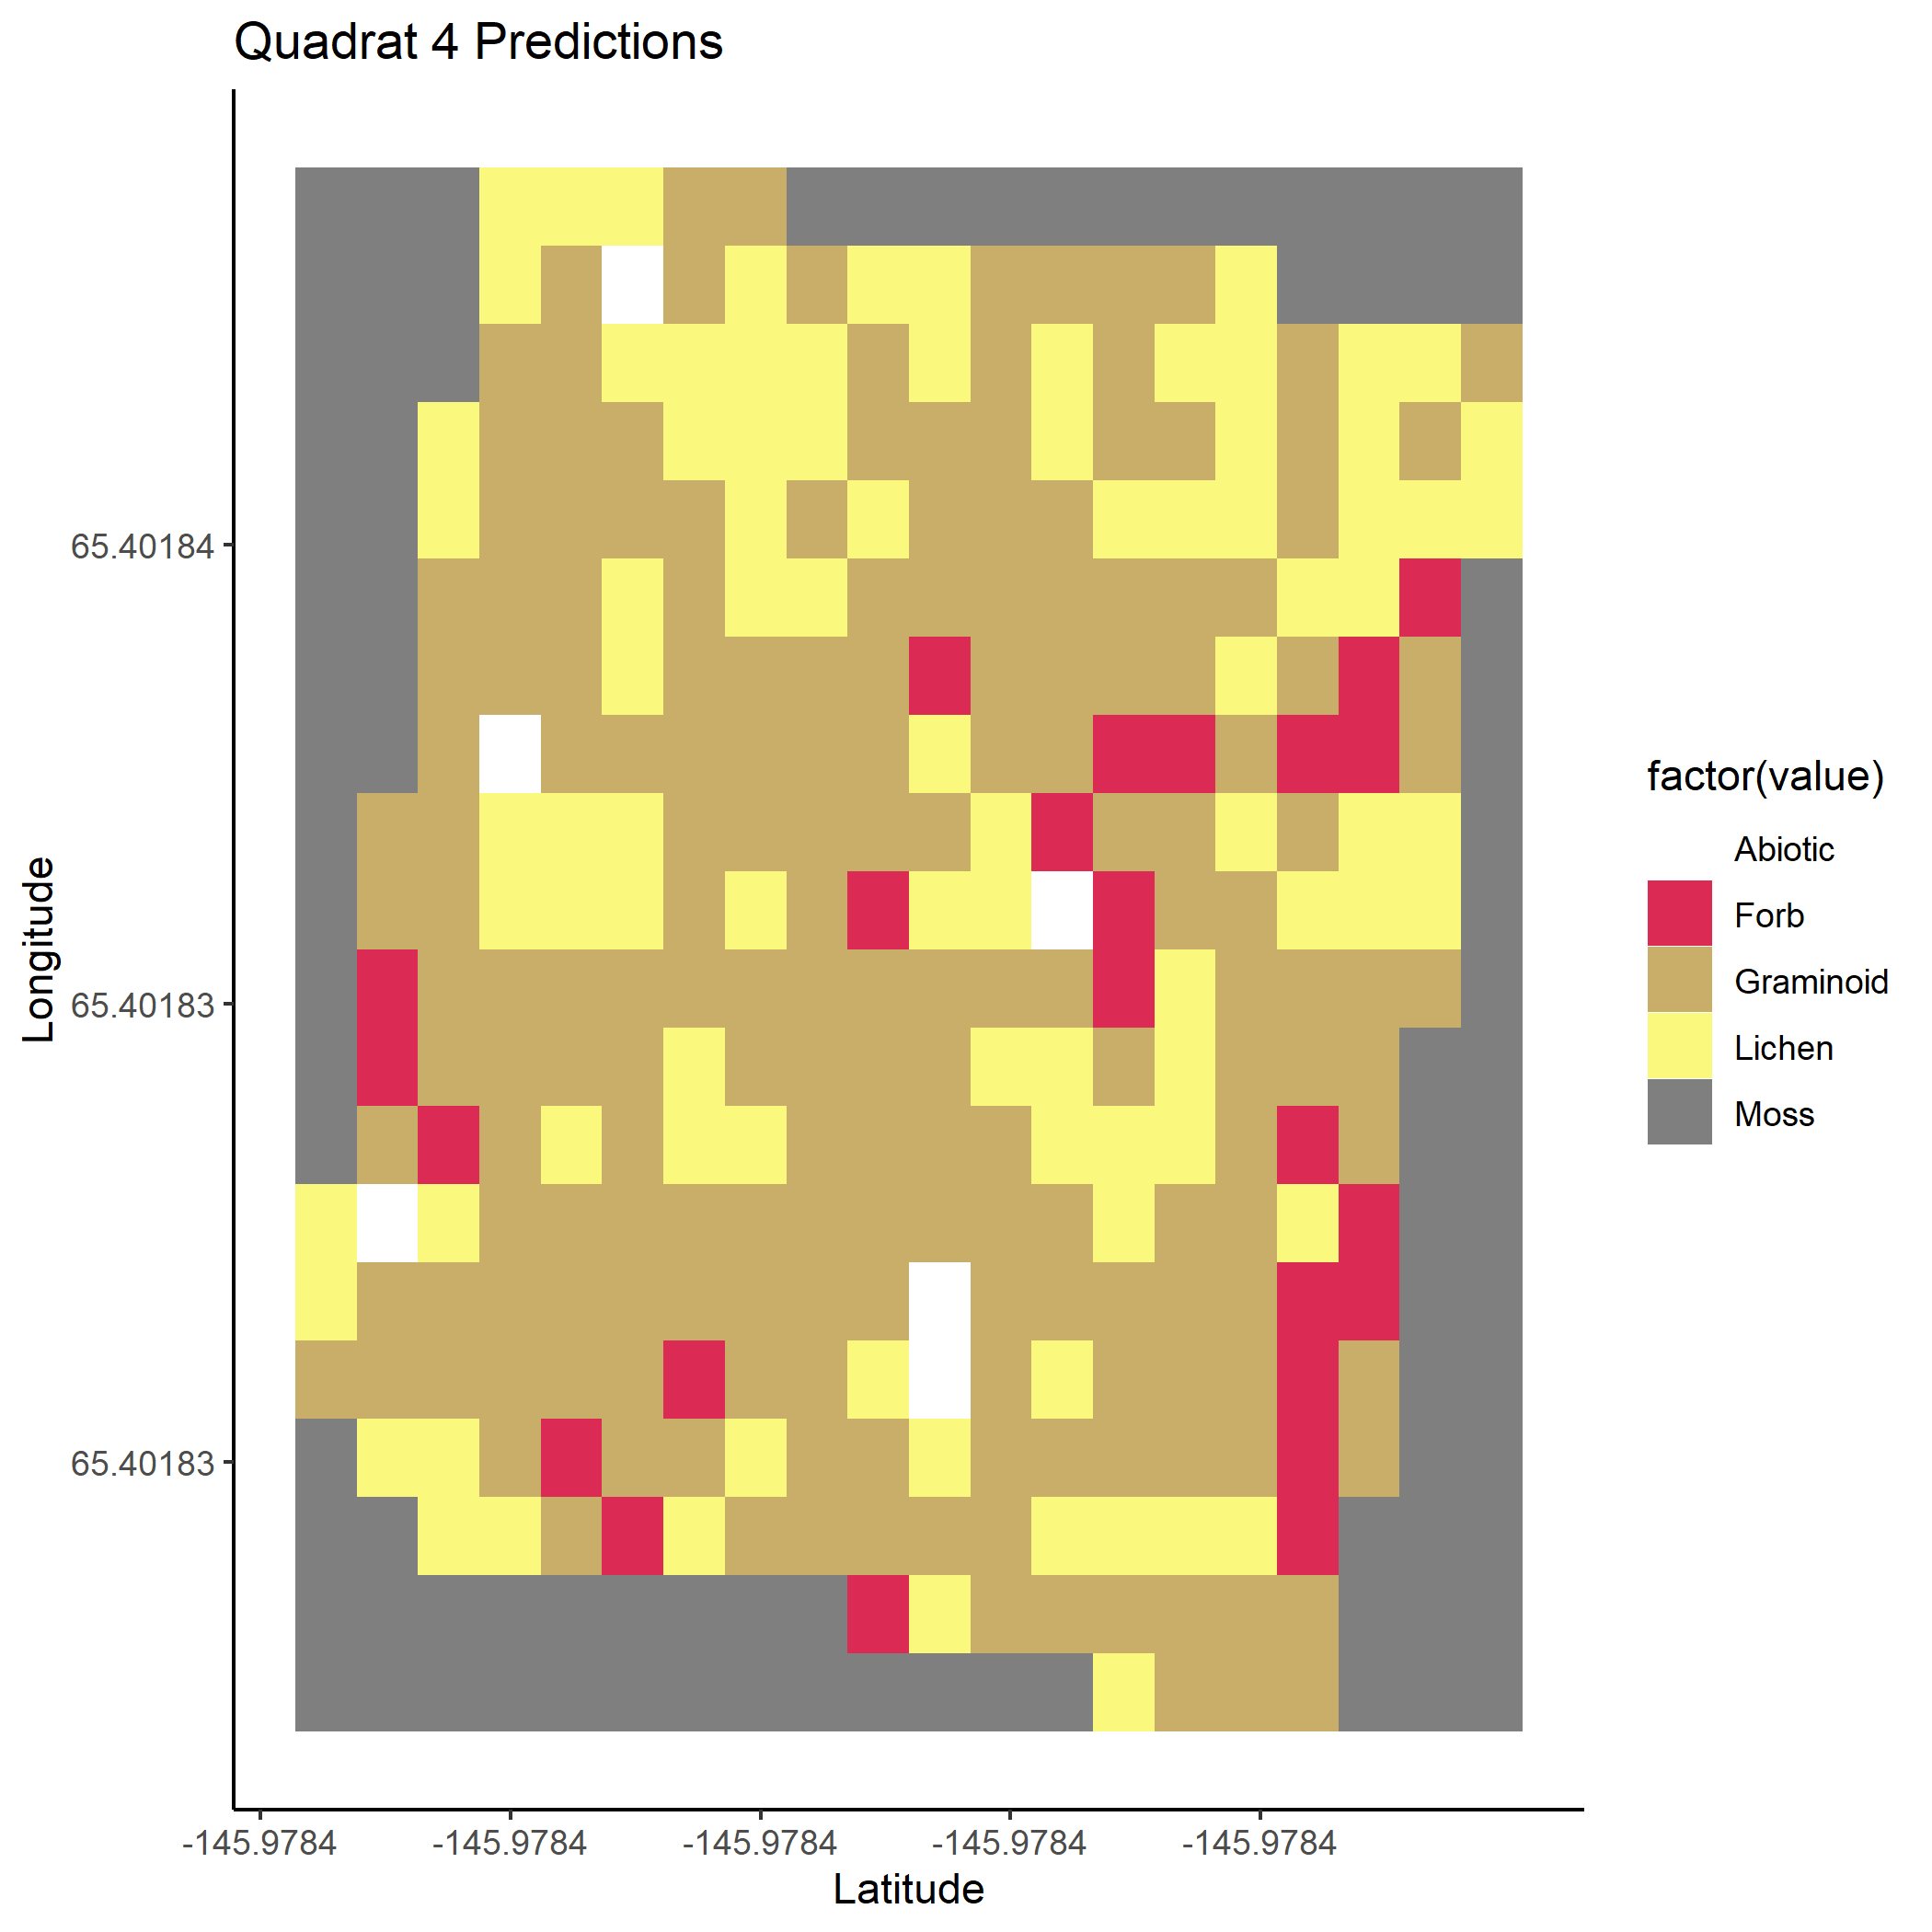 Quadrat 4 Predictions
65.40184
65.40183
65.40183
Longitude
-145.9784 -145.9784 -145.9784 -145.9784 -145.9784
Latitude
factor(value)
Abiotic
Forb
Graminoid
Lichen
Moss